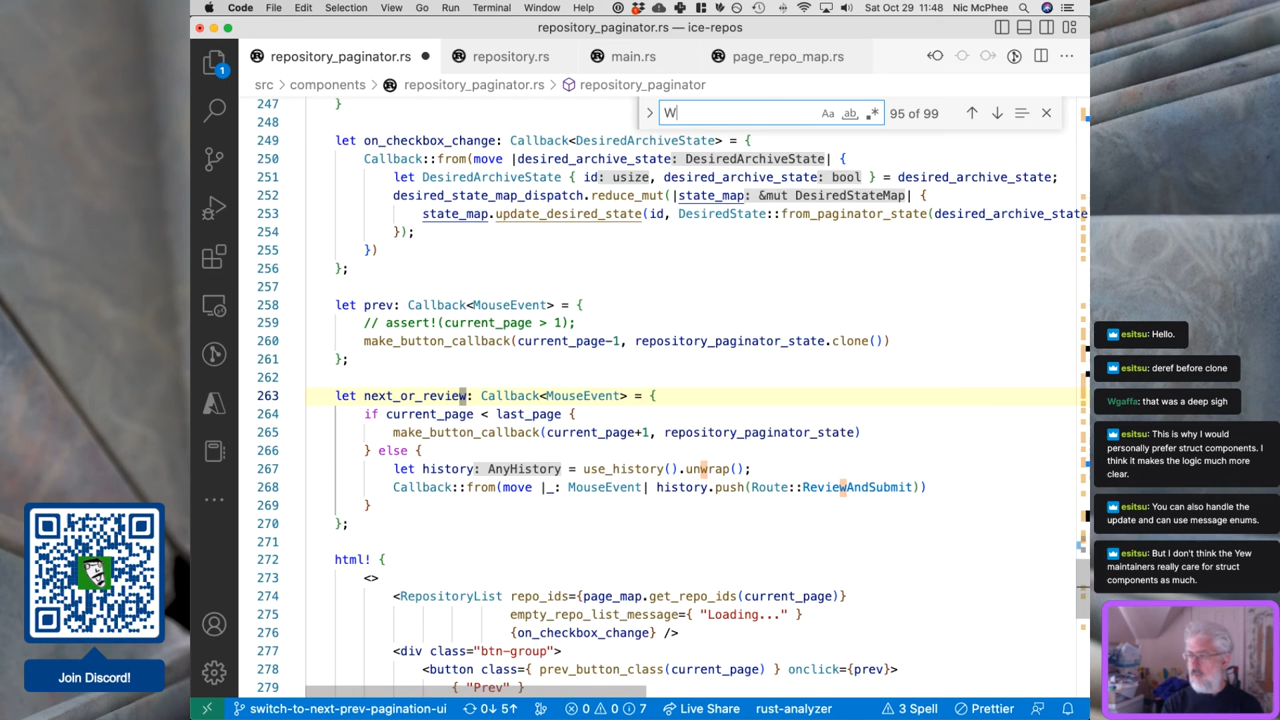 Code File Edit Selection View Go Run Terminal Window Help Sat Oct 29 11:48 Nic McPhee
repository_paginator.rs — ice-repos
repository_paginator.rs repository.rs main.rs page_repo_map.rs
src > components > repository_paginator.rs > repository_paginator
W Aa ab 95 of 99
247 }
248
249 let on_checkbox_change: Callback<DesiredArchiveState> = {
250 Callback::from(move |desired_archive_state: DesiredArchiveState| {
251 let DesiredArchiveState { id: usize, desired_archive_state: bool } = desired_archive_state;
252 desired_state_map_dispatch.reduce_mut(|state_map: &mut DesiredStateMap| {
253 state_map.update_desired_state(id, DesiredState::from_paginator_state(desired_archive_state
254 });
255 })
256 };
257
258 let prev: Callback<MouseEvent> = {
259 // assert!(current_page > 1);
260 make_button_callback(current_page-1, repository_paginator_state.clone())
261 };
262
263 let next_or_review: Callback<MouseEvent> = {
264 if current_page < last_page {
265 make_button_callback(current_page+1, repository_paginator_state)
266 } else {
267 let history: AnyHistory = use_history().unwrap();
268 Callback::from(move |_: MouseEvent| history.push(Route::ReviewAndSubmit))
269 }
270 };
271
272 html! {
273 <>
274 <RepositoryList repo_ids={page_map.get_repo_ids(current_page)}
275 empty_repo_list_message={ "Loading..." }
276 {on_checkbox_change} />
277 <div class="btn-group">
278 <button class={ prev_button_class(current_page) } onclick={prev}>
279 { "Prev" }
switch-to-next-prev-pagination-ui 0↓ 5↑ 0 0 7 Live Share rust-analyzer 3 Spell Prettier
1
Join Discord!
esitsu: Hello.
esitsu: deref before clone
Wgaffa: that was a deep sigh
esitsu: This is why I would
personally prefer struct components. I
think it makes the logic much more
clear.
esitsu: You can also handle the
update and can use message enums.
esitsu: But I don't think the Yew
maintainers really care for struct
components as much.